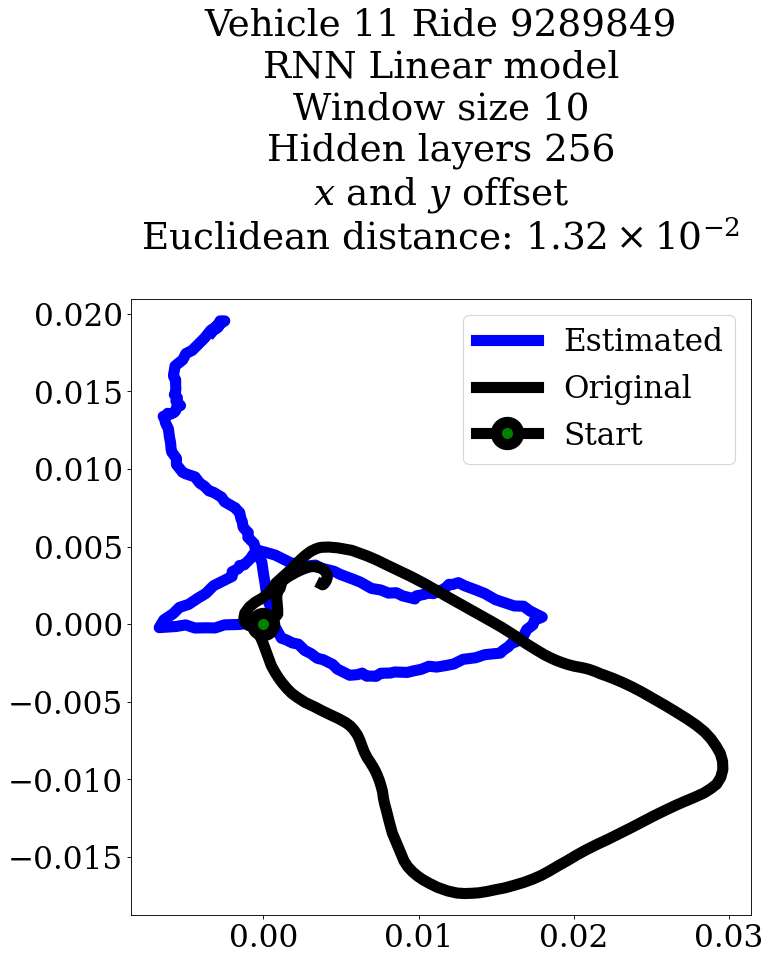 Vehicle 11 Ride 9289849
RNN Linear model
Window size 10
Hidden layers 256
x and y offset
Euclidean distance: 1.32 × 10⁻²
0.020
0.015
0.010
0.005
0.000
−0.005
−0.010
−0.015
Estimated
Original
Start
0.00 0.01 0.02 0.03